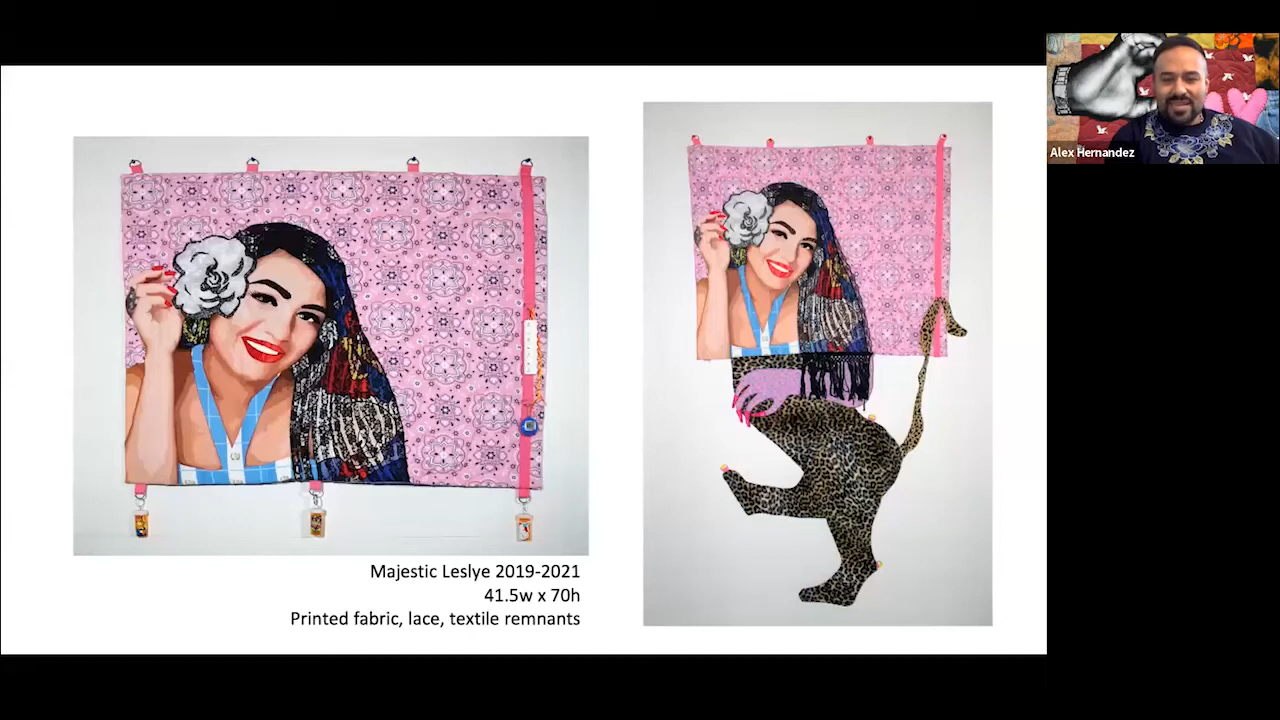 Alex Hernandez
Majestic Leslye 2019-2021
41.5w x 70h
Printed fabric, lace, textile remnants